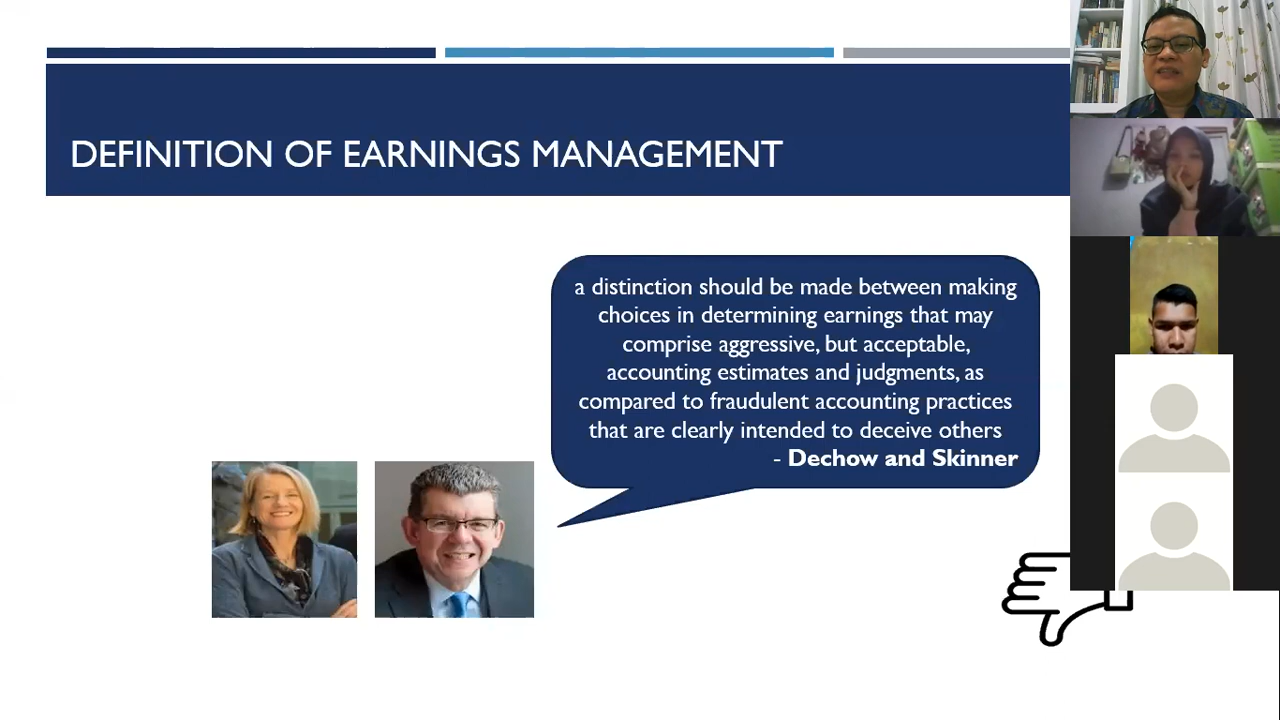 DEFINITION OF EARNINGS MANAGEMENT
a distinction should be made between making
choices in determining earnings that may
comprise aggressive, but acceptable,
accounting estimates and judgments, as
compared to fraudulent accounting practices
that are clearly intended to deceive others
- Dechow and Skinner